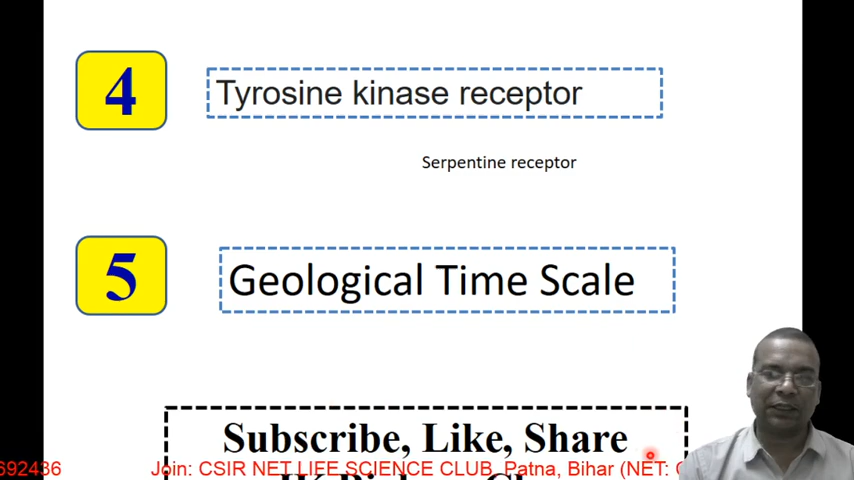 4
Tyrosine kinase receptor
Serpentine receptor
5
Geological Time Scale
Subscribe, Like, Share
692436 Join: CSIR NET LIFE SCIENCE CLUB, Patna, Bihar (NET: